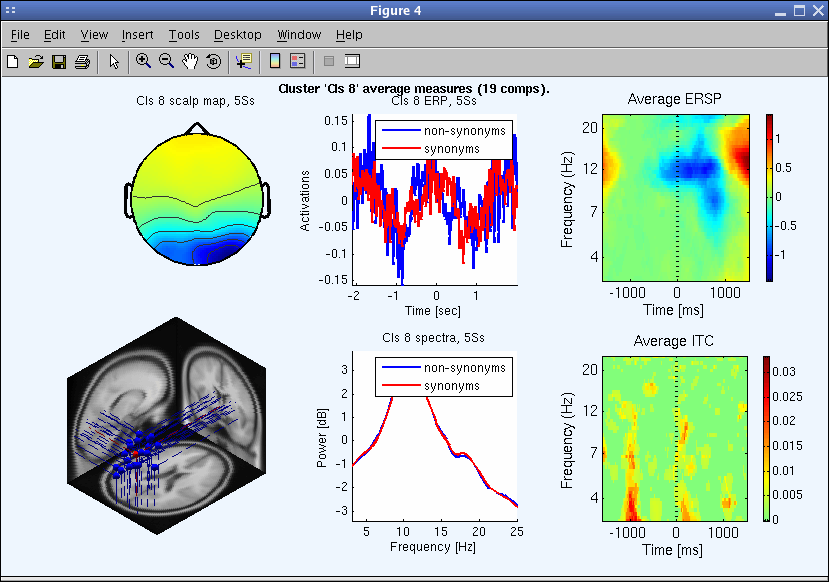 Figure 4
File Edit View Insert Tools Desktop Window Help
Cluster 'Cls 8' average measures (19 comps).
Cls 8 scalp map, 5Ss
Cls 8 ERP, 5Ss
non-synonyms
synonyms
0.15
0.1
0.05
0
-0.05
-0.1
-0.15
Activations
-2 -1 0 1
Time [sec]
Average ERSP
20
12
7
4
Frequency (Hz)
-1000 0 1000
Time [ms]
1
0.5
0
-0.5
-1
Cls 8 spectra, 5Ss
non-synonyms
synonyms
3
2
1
0
-1
-2
-3
Power [dB]
5 10 15 20 25
Frequency [Hz]
Average ITC
20
12
7
4
Frequency (Hz)
-1000 0 1000
Time [ms]
0.03
0.025
0.02
0.015
0.01
0.005
0